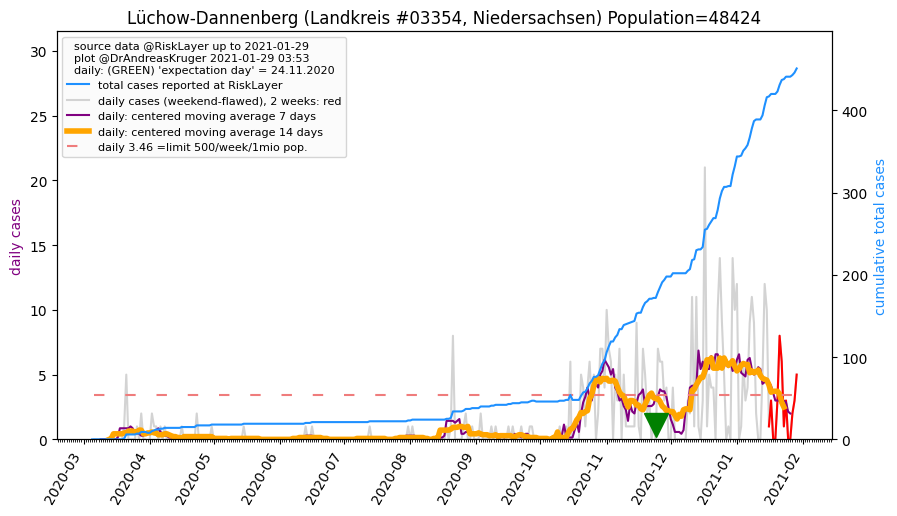 Lüchow-Dannenberg (Landkreis #03354, Niedersachsen) Population=48424
source data @RiskLayer up to 2021-01-29
plot @DrAndreasKruger 2021-01-29 03:53
daily: (GREEN) 'expectation day' = 24.11.2020
total cases reported at RiskLayer
daily cases (weekend-flawed), 2 weeks: red
daily: centered moving average 7 days
daily: centered moving average 14 days
daily 3.46 =limit 500/week/1mio pop.
daily cases
30
25
20
15
10
5
0
cumulative total cases
400
300
200
100
0
2020-03
2020-04
2020-05
2020-06
2020-07
2020-08
2020-09
2020-10
2020-11
2020-12
2021-01
2021-02